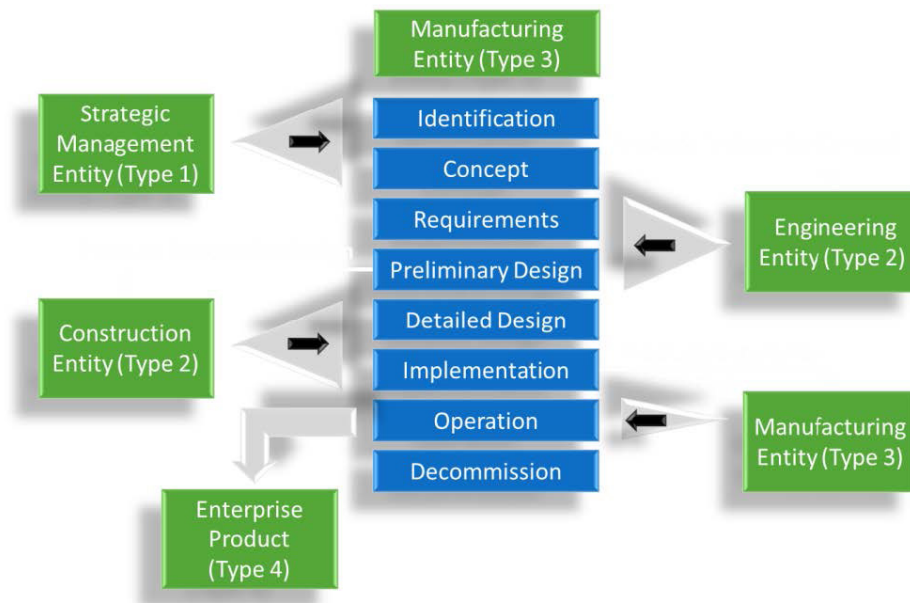 Manufacturing
Entity (Type 3)
Strategic
Management
Entity (Type 1)
Identification
Concept
Requirements
Preliminary Design
Detailed Design
Implementation
Operation
Decommission
Engineering
Entity (Type 2)
Construction
Entity (Type 2)
Manufacturing
Entity (Type 3)
Enterprise
Product
(Type 4)